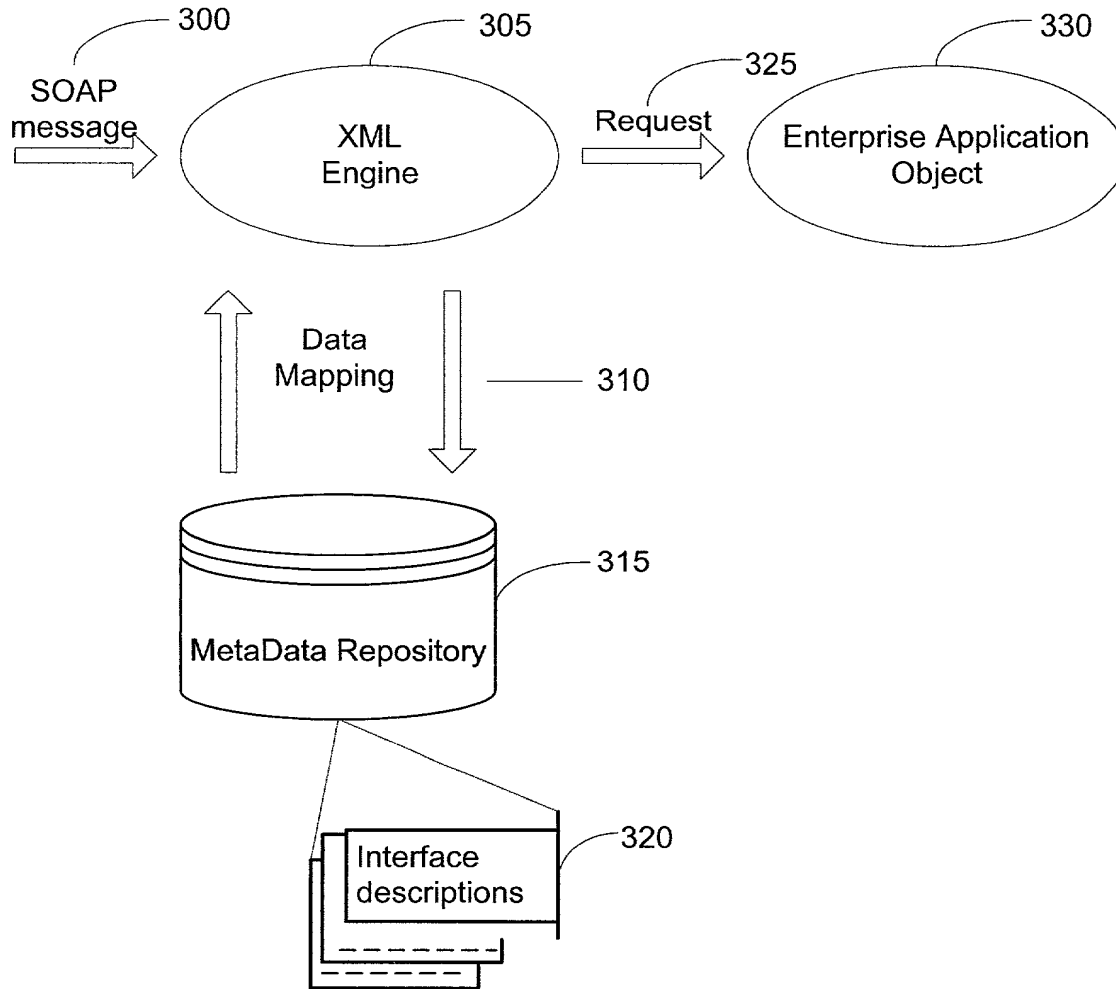 300
305
330
325
SOAP
message
XML
Engine
Request
Enterprise Application
Object
Data
Mapping
310
315
MetaData Repository
320
Interface
descriptions